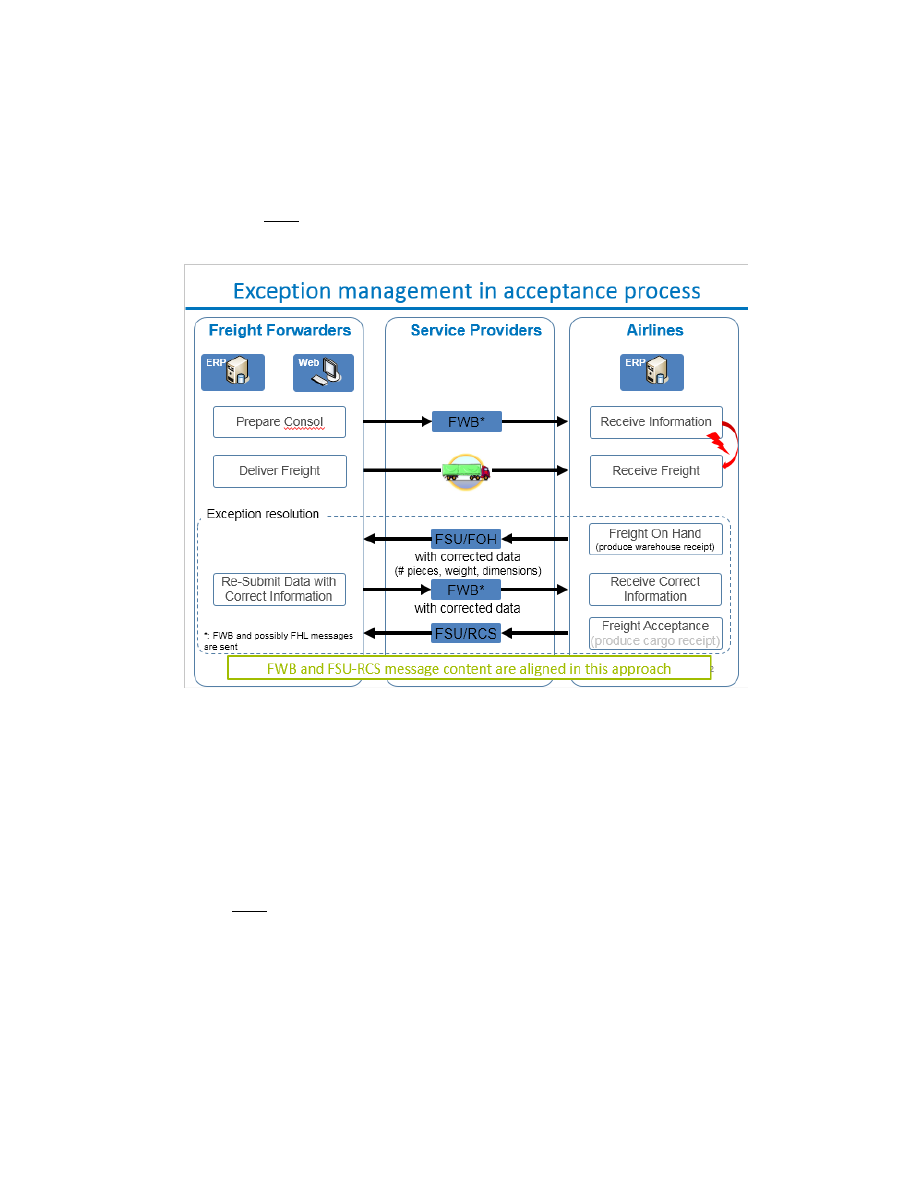 Exception management in acceptance process
Freight Forwarders
Service Providers
Airlines
ERP
Web
ERP
Prepare Consol
FWB*
Receive Information
Deliver Freight
Receive Freight
Exception resolution
FSU/FOH
Freight On Hand
(produce warehouse receipt)
with corrected data
(# pieces, weight, dimensions)
Re-Submit Data with
Correct Information
FWB*
Receive Correct
Information
with corrected data
FSU/RCS
Freight Acceptance
(produce cargo receipt)
*: FWB and possibly FHL messages
are sent
FWB and FSU-RCS message content are aligned in this approach